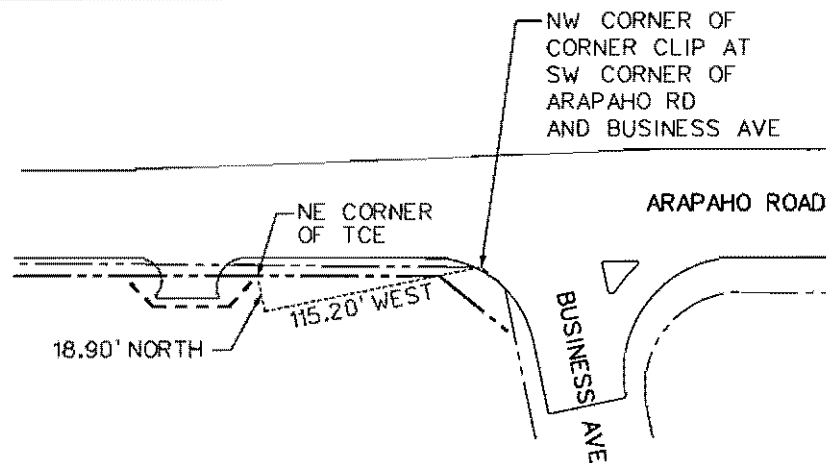 NW CORNER OF
CORNER CLIP AT
SW CORNER OF
ARAPAHO RD
AND BUSINESS AVE
ARAPAHO ROAD
NE CORNER
OF TCE
115.20' WEST
18.90' NORTH
BUSINESS AVE